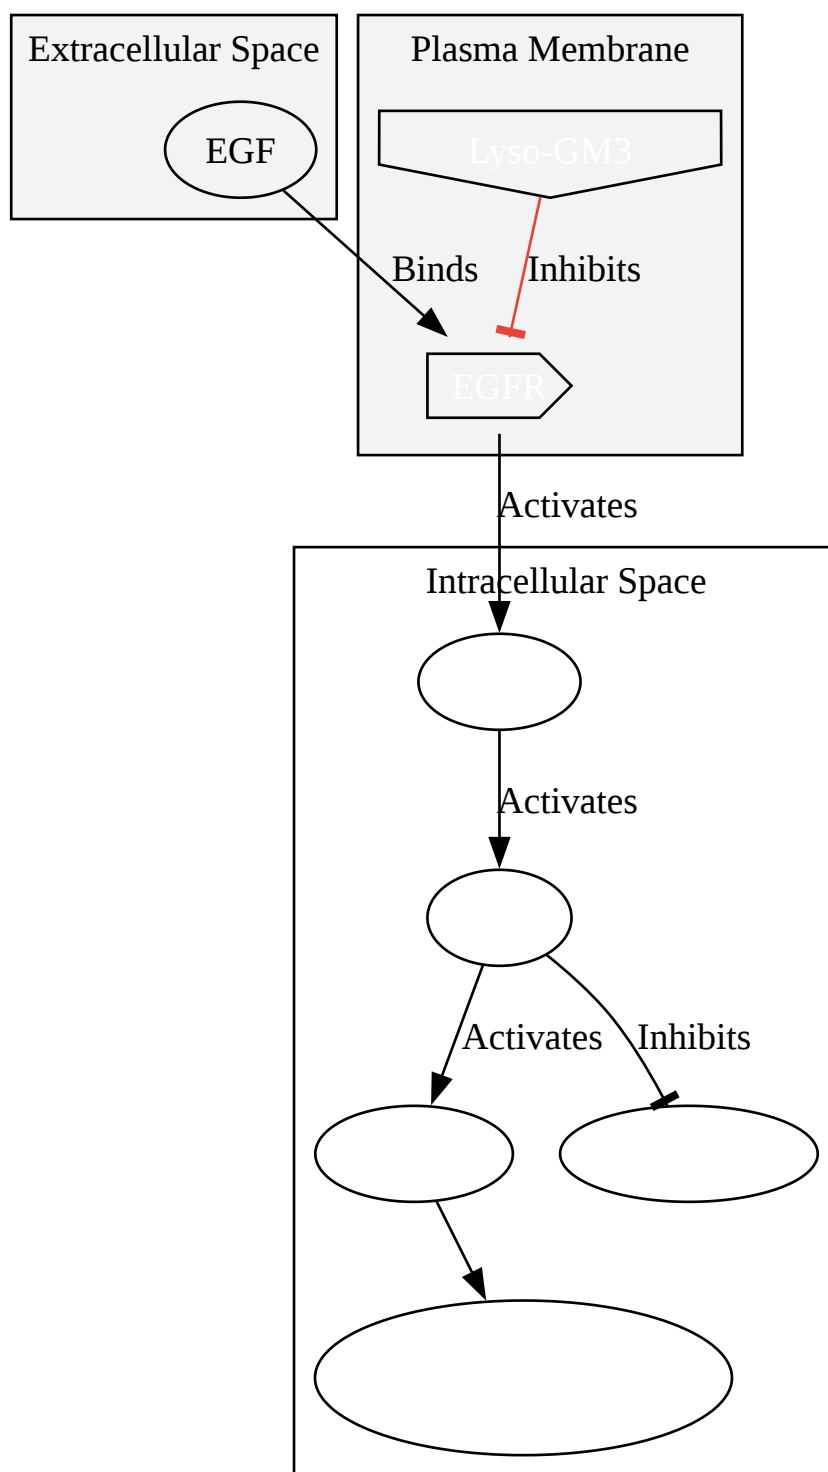 Extracellular Space
Plasma Membrane
EGF
Lyso-GM3
Binds
Inhibits
EGFR
Activates
Intracellular Space
Activates
Activates
Inhibits